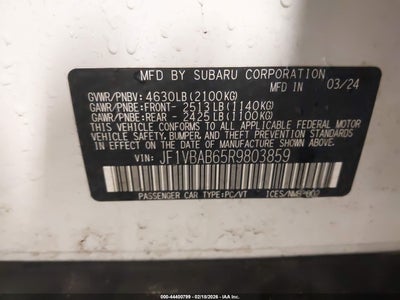 MFD BY SUBARU CORPORATION
MFD IN 03/24
GVWR/PNBV: 4630LB(2100KG)
GAWR/PNBE:FRONT- 2513LB(1140KG)
GAWR/PNBE:REAR - 2425LB(1100KG)
THIS VEHICLE CONFORMS TO ALL APPLICABLE FEDERAL MOTOR
VEHICLE SAFETY, BUMPER, AND THEFT PREVENTION STANDARDS
IN EFFECT ON THE DATE OF MANUFACTURE SHOWN ABOVE.
VIN: JF1VBAB65R9803859
PASSENGER CAR TYPE:PC/VT
000-44400799 - 02/18/2026 - IAAI.com